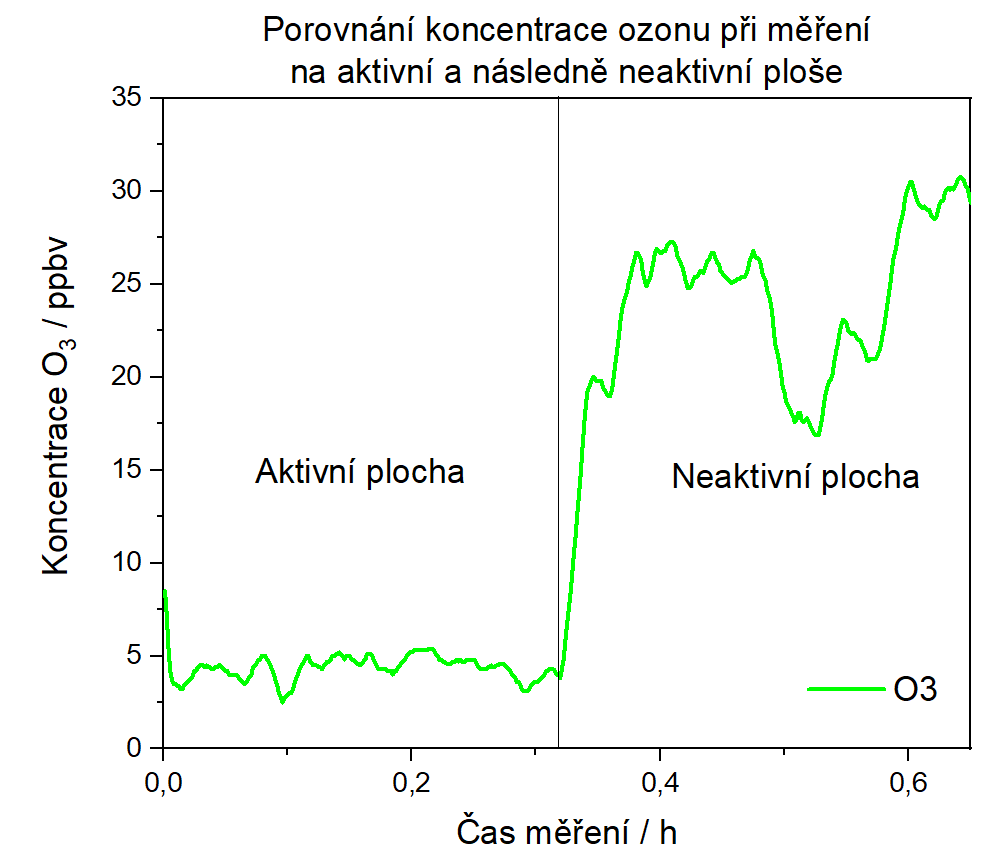 Porovnání koncentrace ozonu při měření
na aktivní a následně neaktivní ploše
Koncentrace O3 / ppbv
35
30
25
20
15
10
5
0
Aktivní plocha
Neaktivní plocha
O3
0,0
0,2
0,4
0,6
Čas měření / h